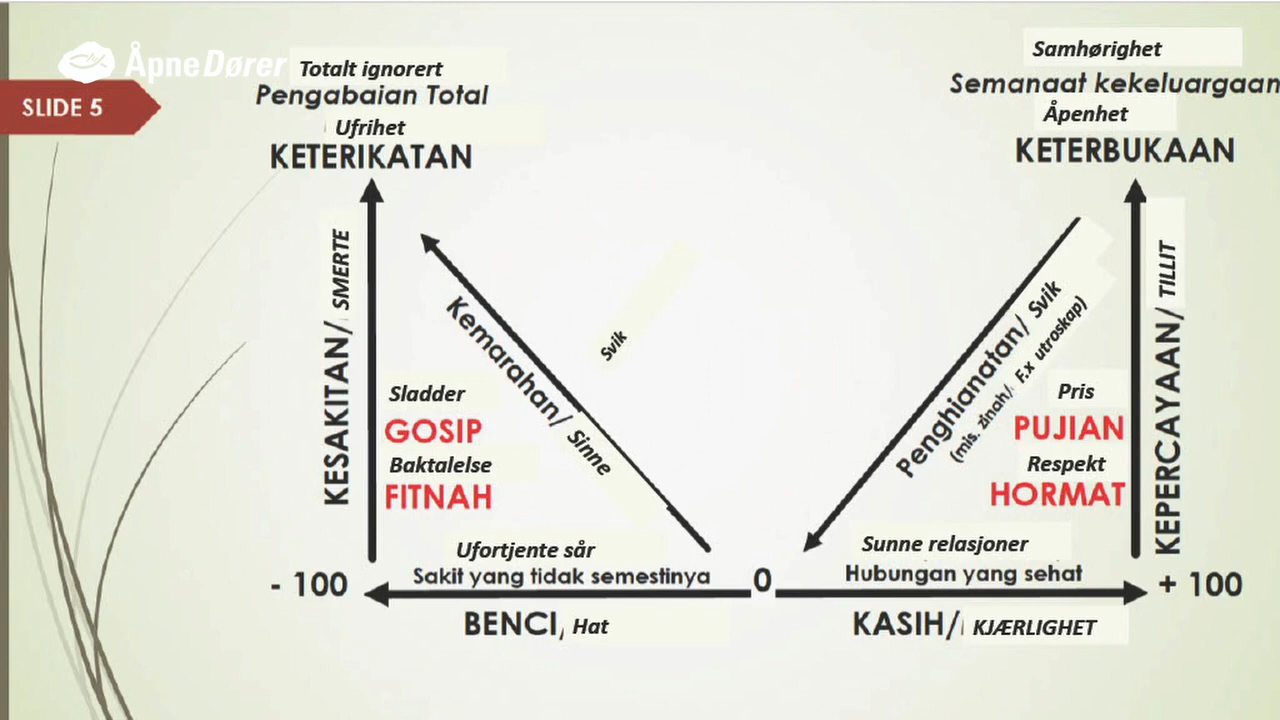 Åpne Dører
SLIDE 5
Totalt ignorert
Pengabaian Total
Ufrihet
KETERIKATAN
Samhørighet
Semanaat kekeluargaan
Åpenhet
KETERBUKAAN
KESAKITAN/ SMERTE
Kemarahan/ Sinne
Svik
Sladder
GOSIP
Baktalelse
FITNAH
Penghianatan/ Svik
(mis. zinah/ F.x utroskap)
Pris
PUJIAN
Respekt
HORMAT
KEPERCAYAAN/ TILLIT
Ufortjente sår
Sakit yang tidak semestinya
Sunne relasjoner
Hubungan yang sehat
- 100
0
+ 100
BENCI, Hat
KASIH/ KJÆRLIGHET